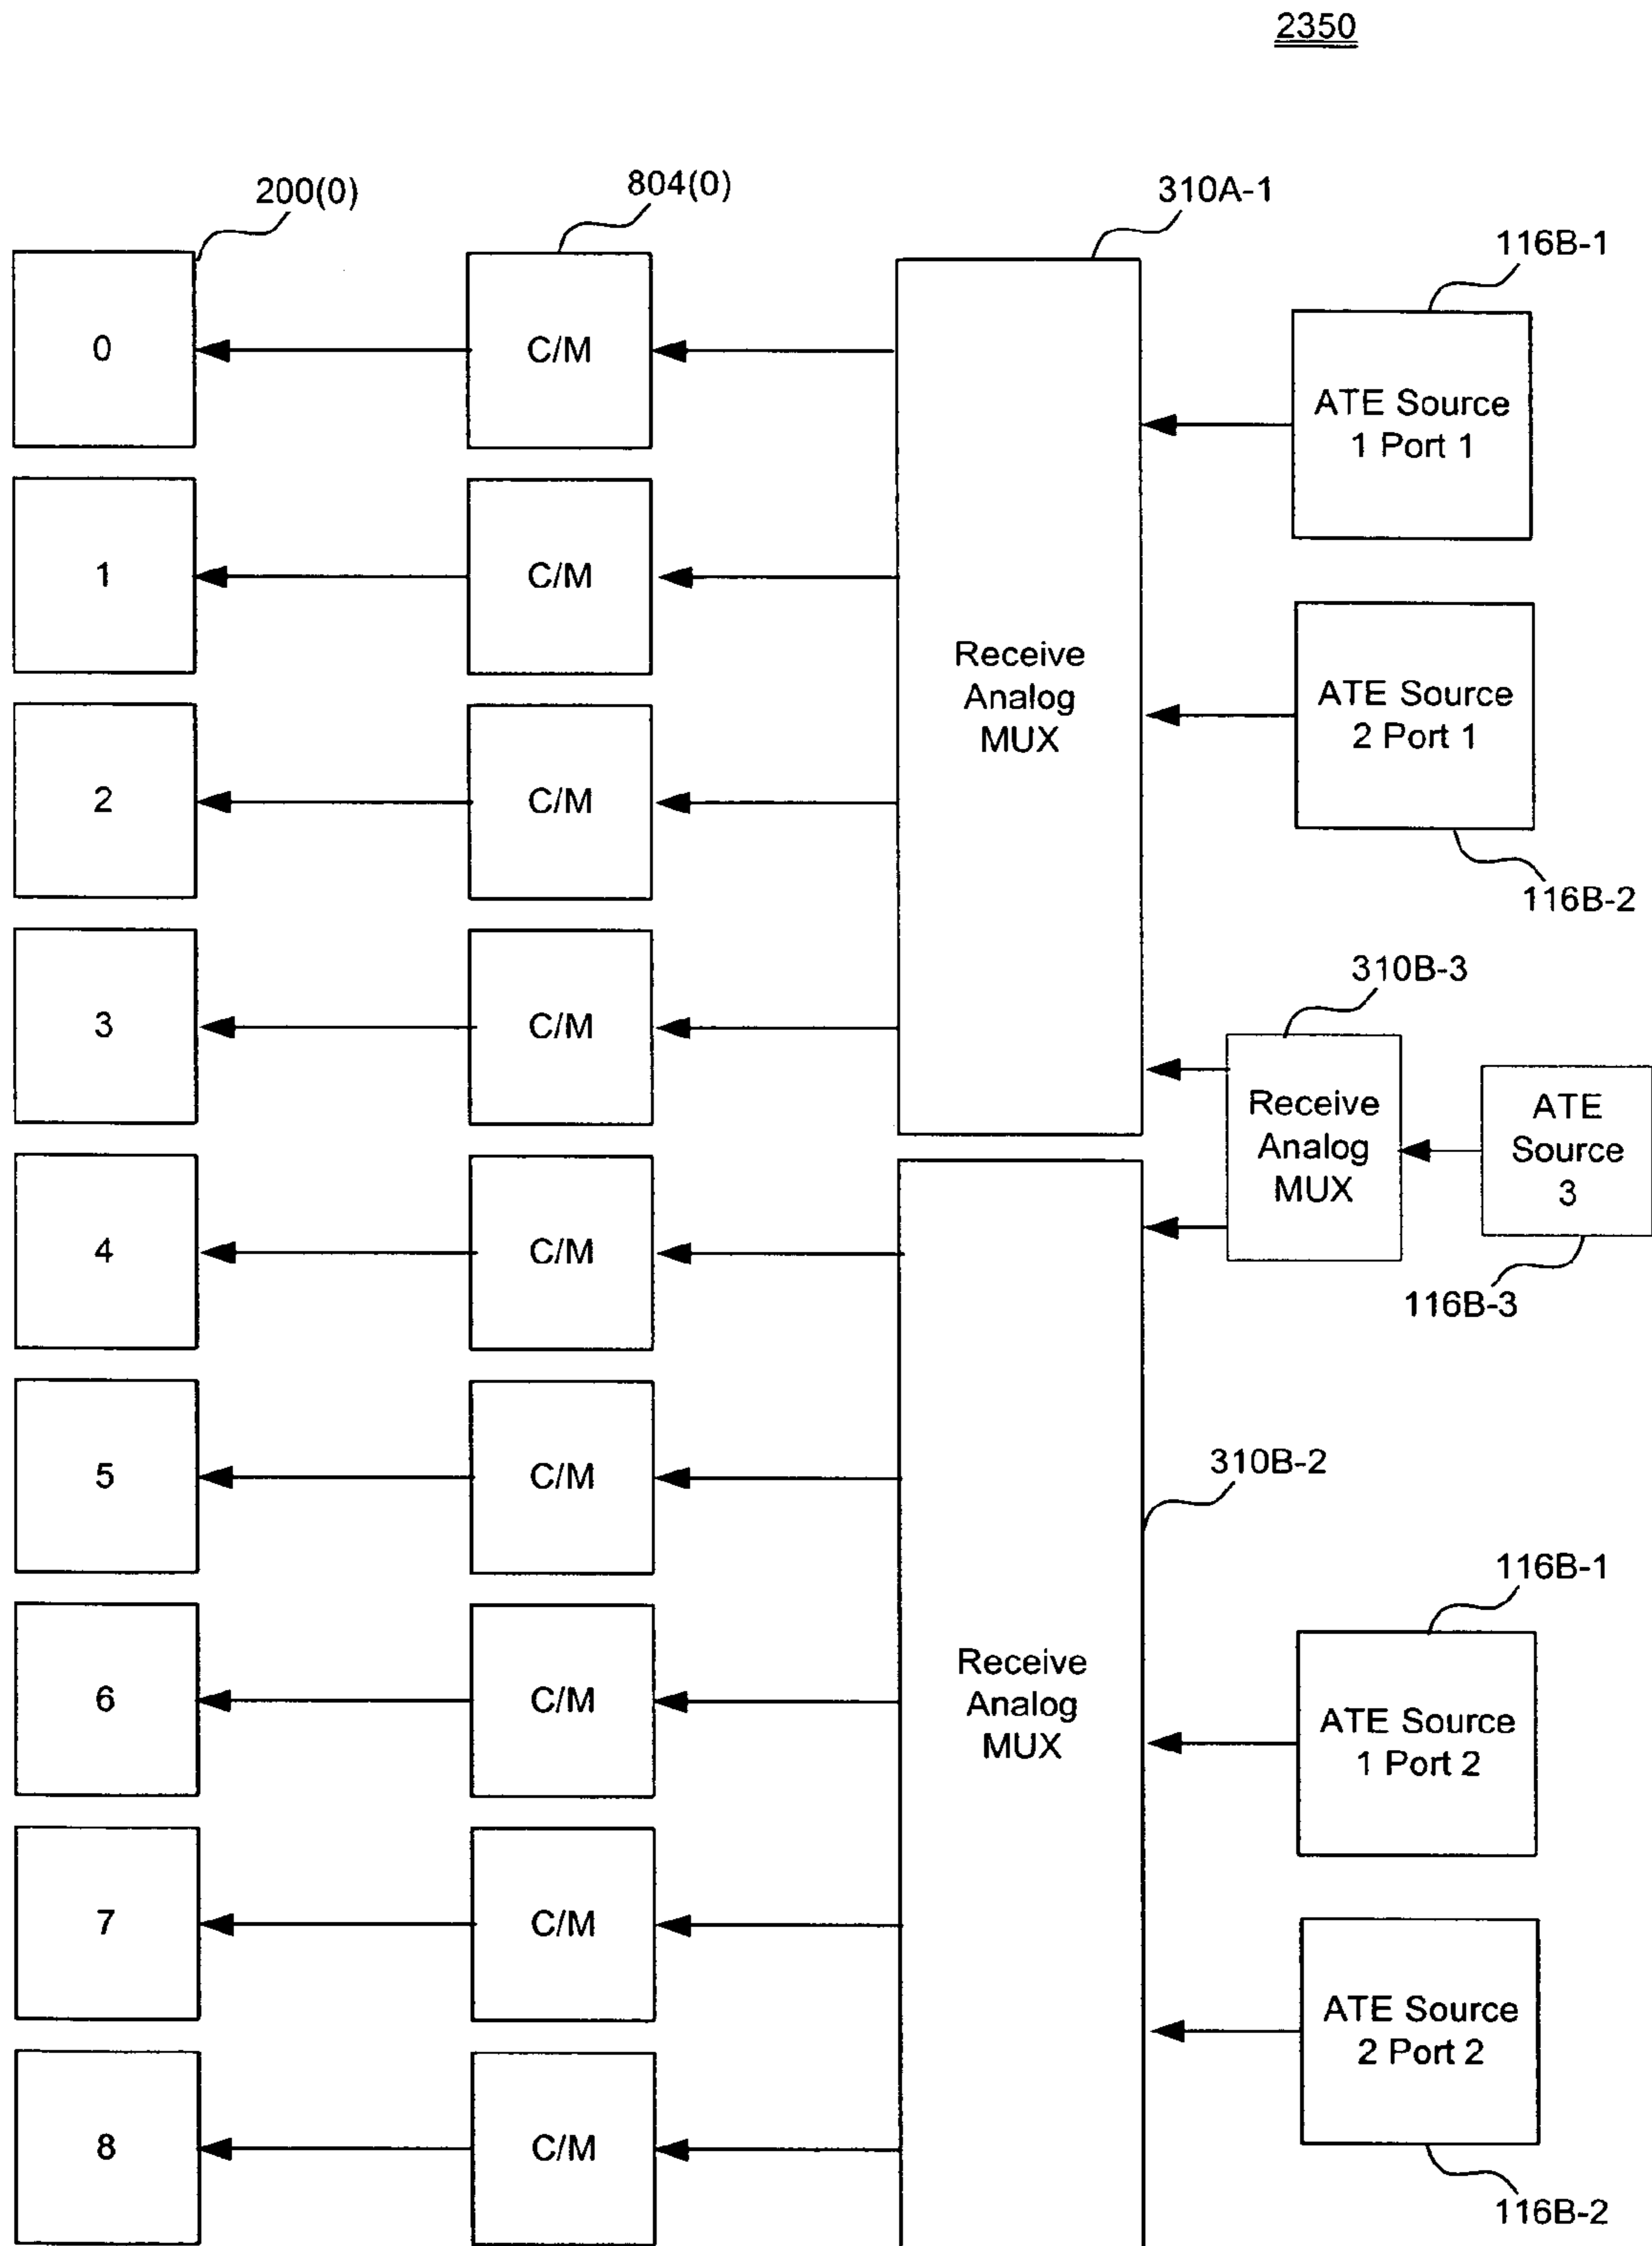 2350
200(0)
804(0)
310A-1
116B-1
0
C/M
ATE Source
1 Port 1
1
C/M
Receive
Analog
MUX
ATE Source
2 Port 1
2
C/M
116B-2
310B-3
3
C/M
Receive
Analog
MUX
ATE
Source
3
4
C/M
116B-3
310B-2
5
C/M
116B-1
6
C/M
Receive
Analog
MUX
ATE Source
1 Port 2
7
C/M
ATE Source
2 Port 2
8
C/M
116B-2